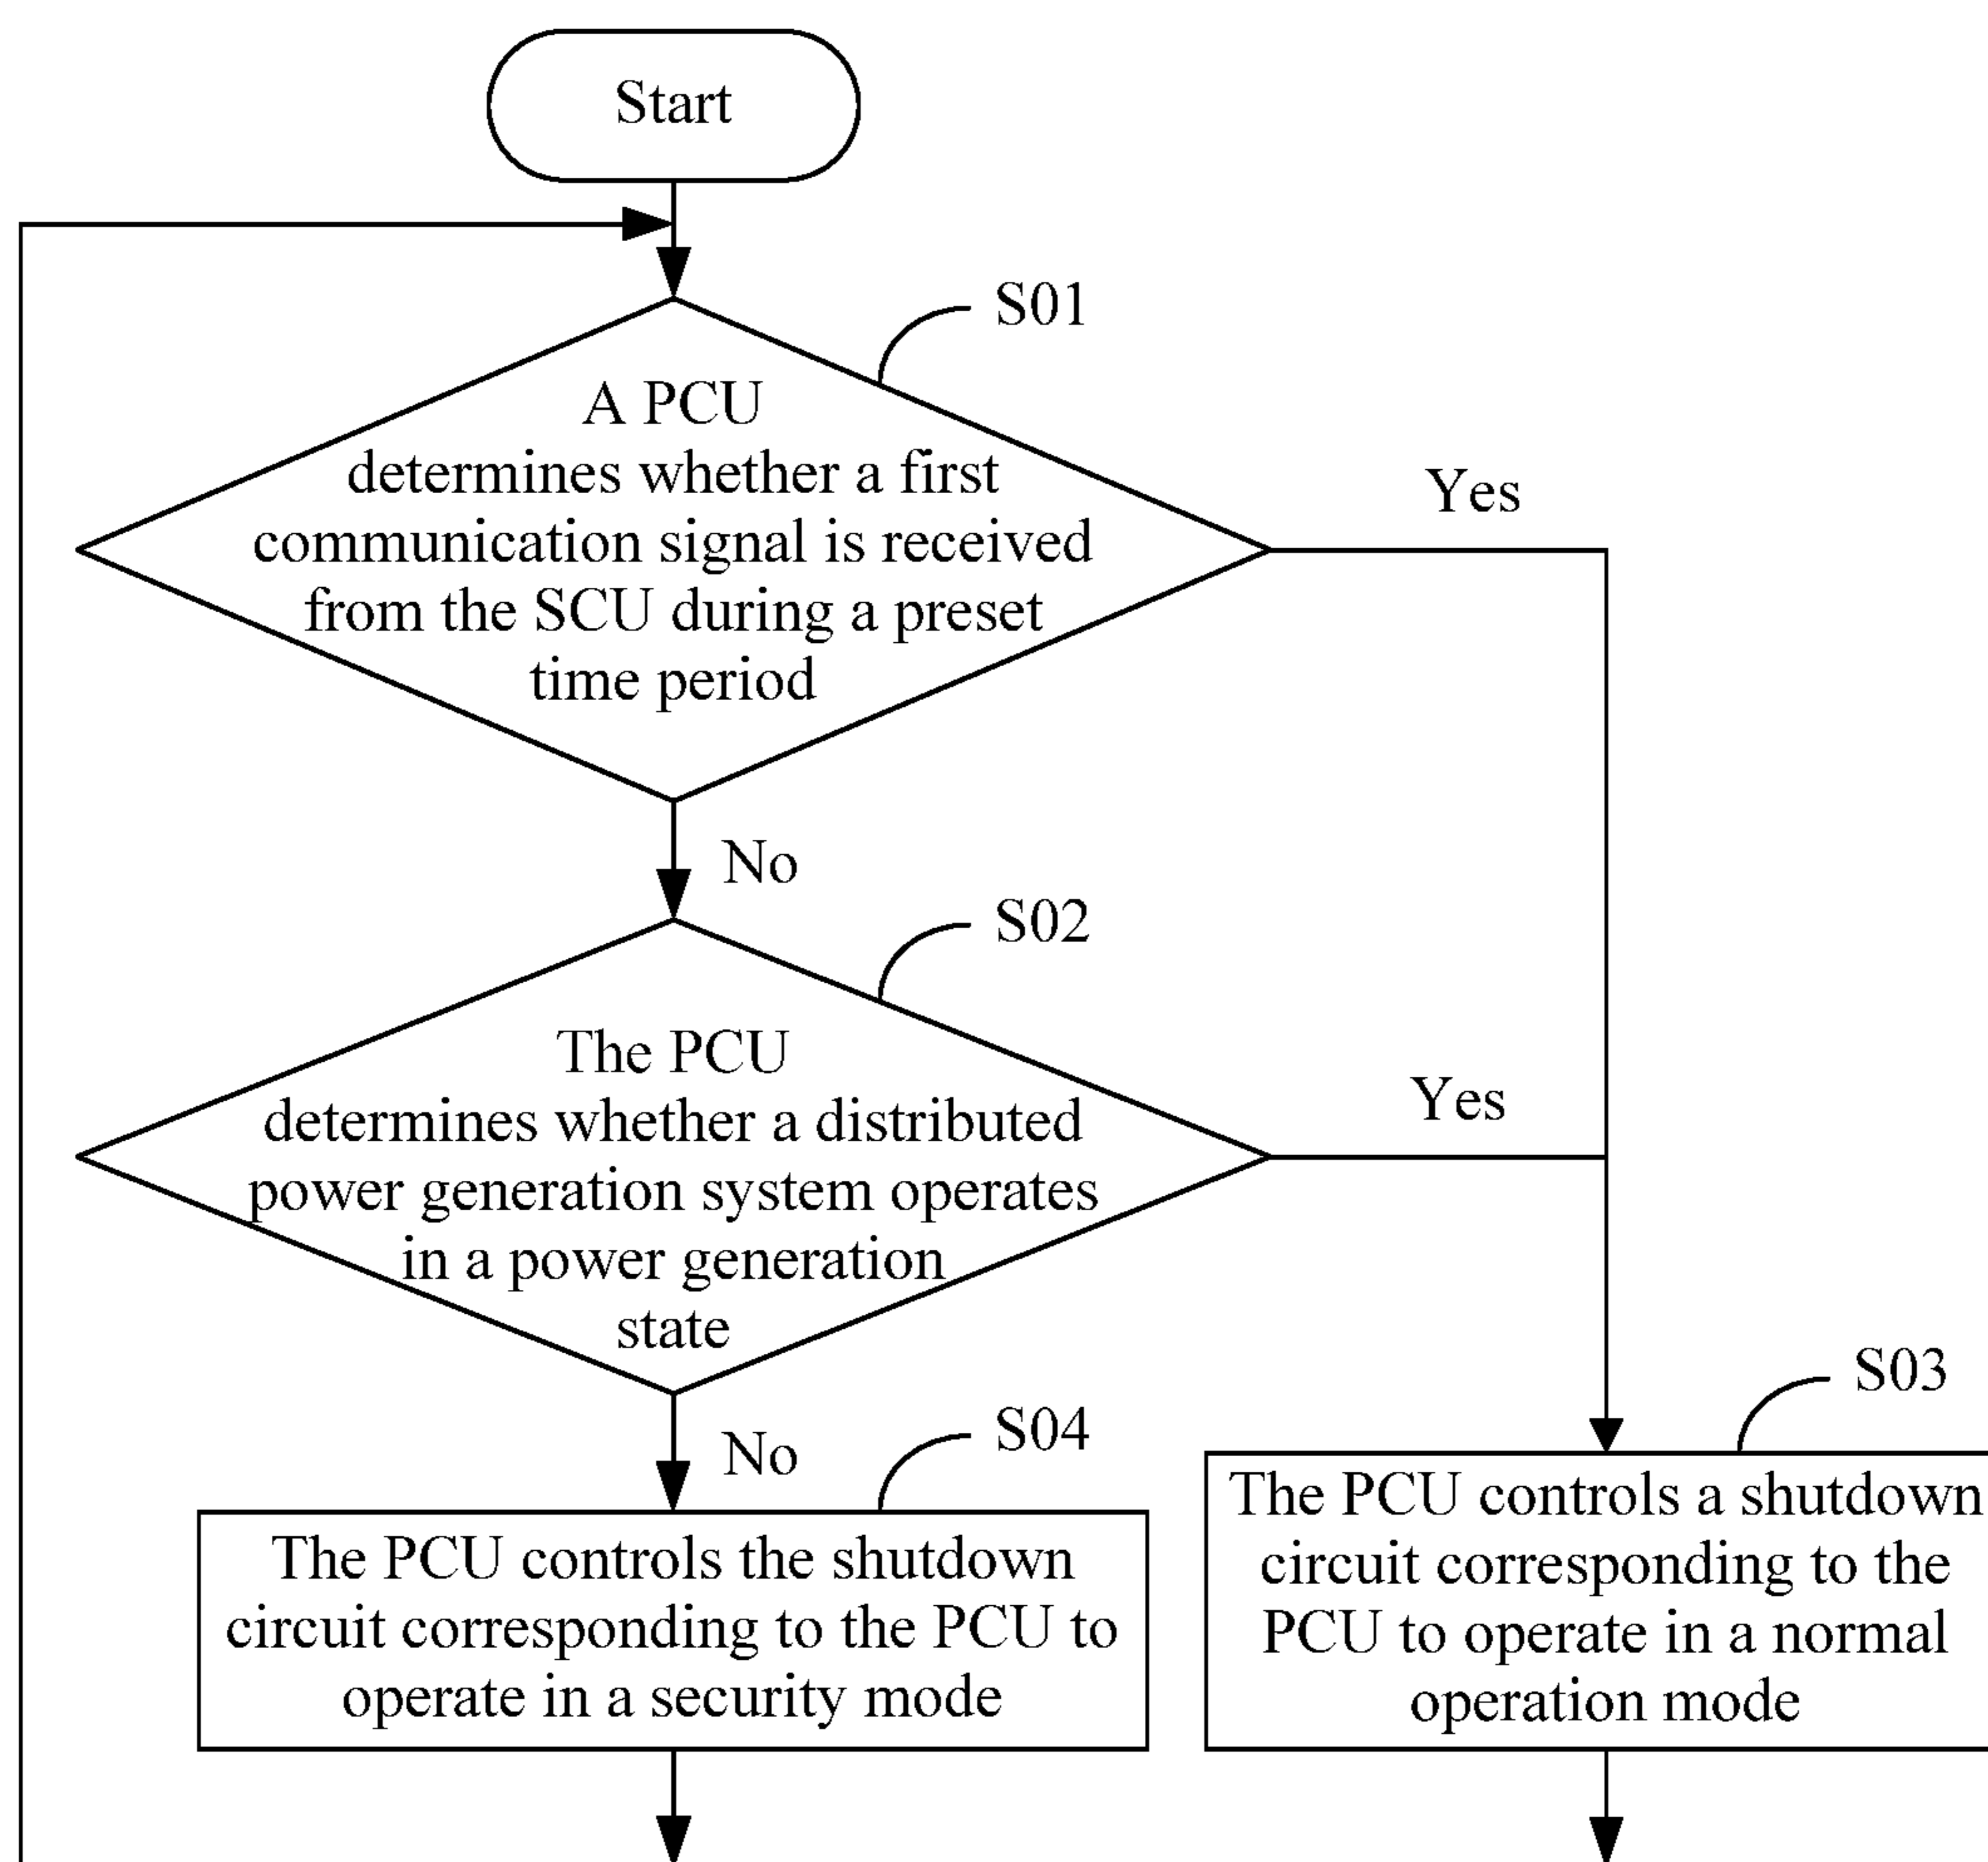 Start
S01
A PCU
determines whether a first
communication signal is received
from the SCU during a preset
time period
Yes
No
S02
The PCU
determines whether a distributed
power generation system operates
in a power generation
state
Yes
No
S04
The PCU controls the shutdown
circuit corresponding to the PCU to
operate in a security mode
S03
The PCU controls a shutdown
circuit corresponding to the
PCU to operate in a normal
operation mode